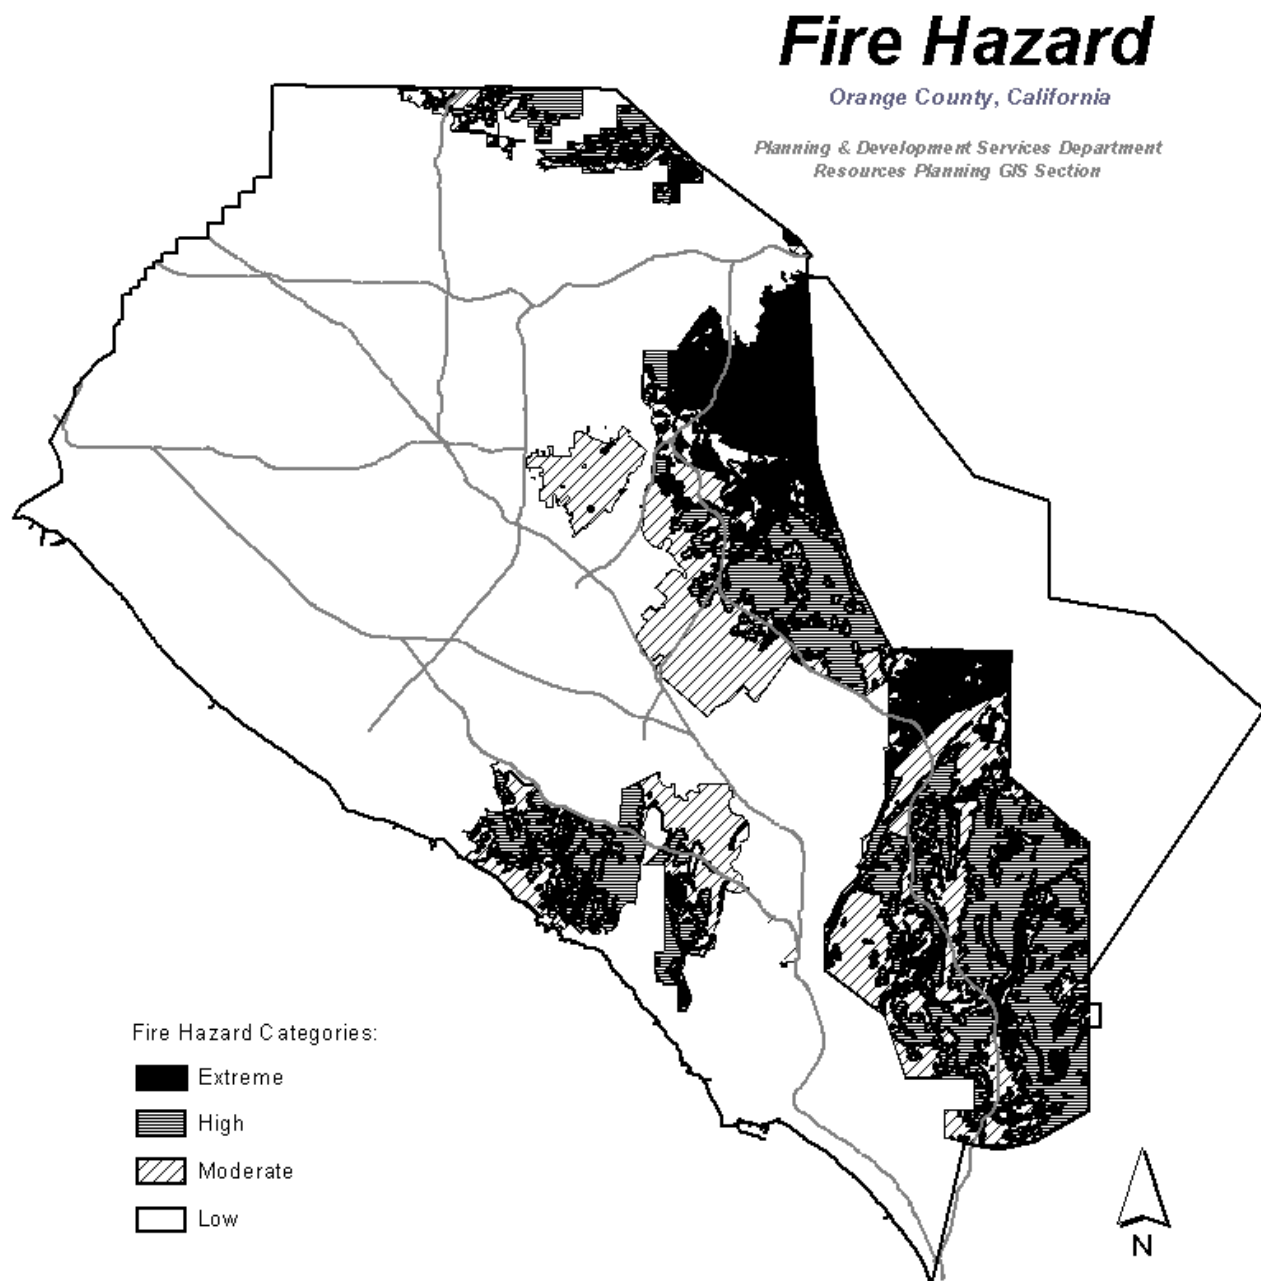 Fire Hazard
Orange County, California
Planning & Development Services Department
Resources Planning GIS Section
Fire Hazard Categories:
Extreme
High
Moderate
Low
N